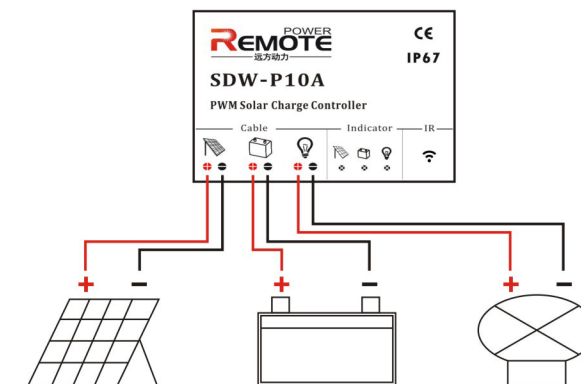 POWER
REMOTE
远方动力
CE
IP67
SDW-P10A
PWM Solar Charge Controller
Cable Indicator IR
+ − + − + −
+ − + − + −